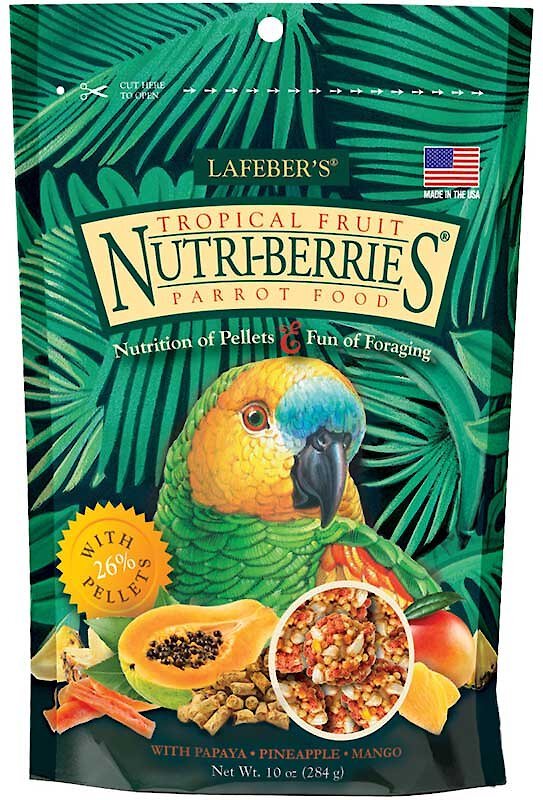 CUT HERE
TO OPEN
LAFEBER'S®
MADE IN THE USA
TROPICAL FRUIT
NUTRI-BERRIES®
PARROT FOOD
Nutrition of Pellets & Fun of Foraging
WITH
26%
PELLETS
WITH PAPAYA • PINEAPPLE • MANGO
Net Wt. 10 oz (284 g)